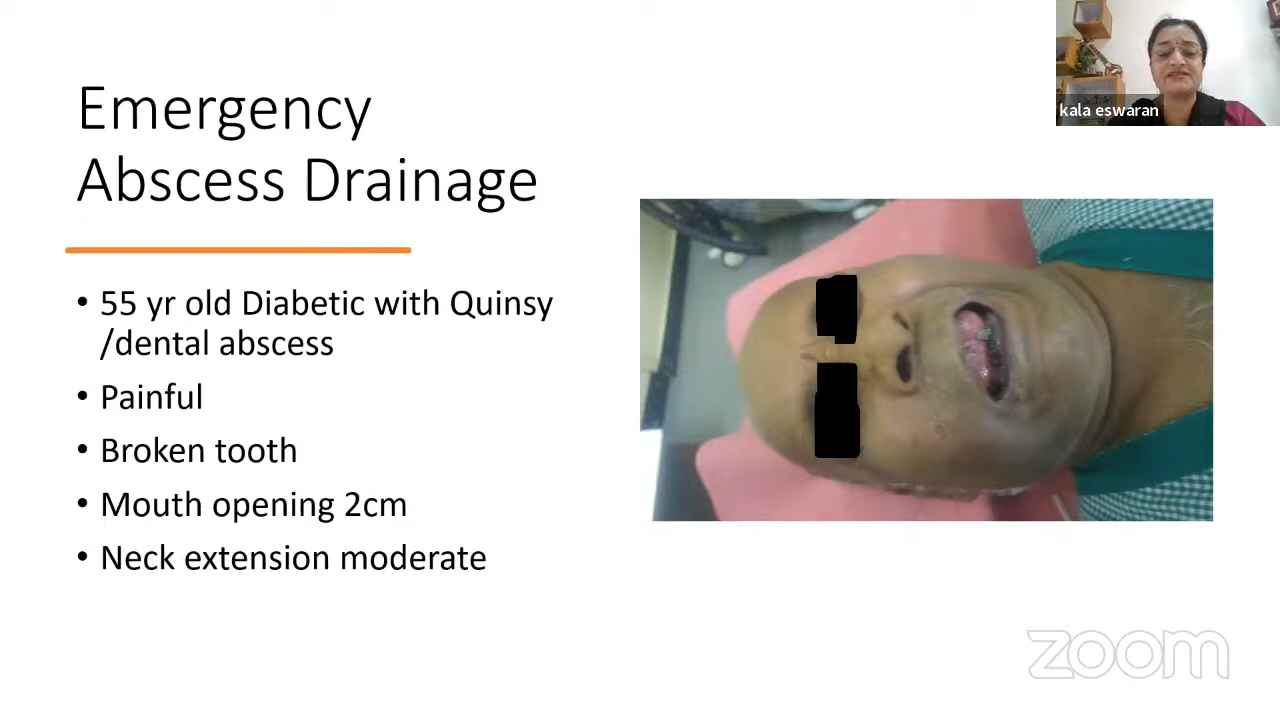 Emergency
Abscess Drainage
• 55 yr old Diabetic with Quinsy
/dental abscess
• Painful
• Broken tooth
• Mouth opening 2cm
• Neck extension moderate
kala eswaran
zoom